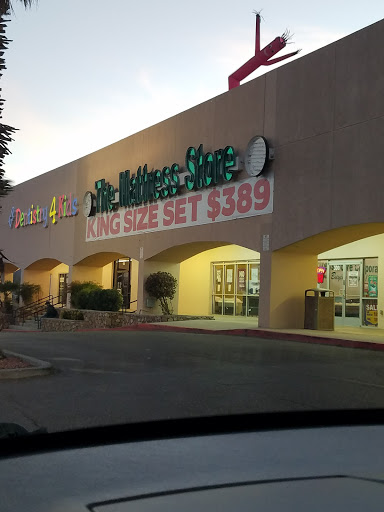 Dentistry 4 Kids
The Mattress Store
KING SIZE SET $389